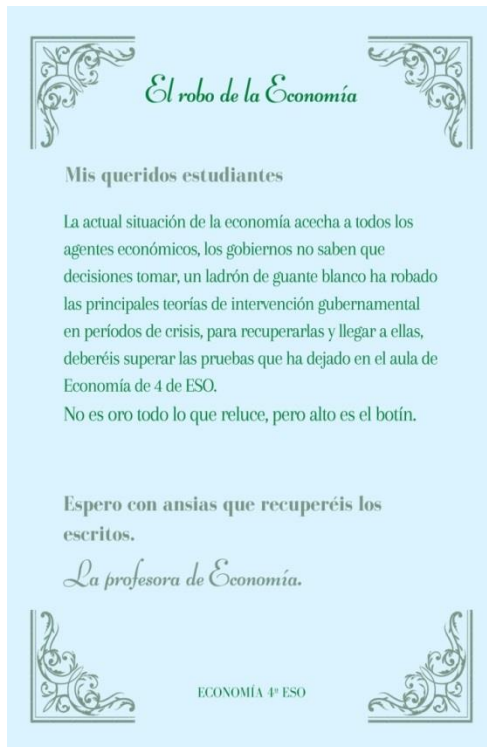 El robo de la Economía
Mis queridos estudiantes
La actual situación de la economía acecha a todos los
agentes económicos, los gobiernos no saben que
decisiones tomar, un ladrón de guante blanco ha robado
las principales teorías de intervención gubernamental
en períodos de crisis, para recuperarlas y llegar a ellas,
deberéis superar las pruebas que ha dejado en el aula de
Economía de 4 de ESO.
No es oro todo lo que reluce, pero alto es el botín.
Espero con ansias que recuperéis los
escritos.
La profesora de Economía.
ECONOMÍA 4º ESO